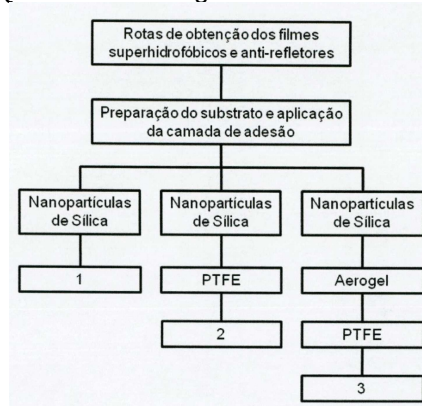 Rotas de obtenção dos filmes
superhidrofóbicos e anti-refletores
Preparação do substrato e aplicação
da camada de adesão
Nanopartículas
de Sílica
Nanopartículas
de Sílica
Nanopartículas
de Sílica
1
PTFE
Aerogel
2
PTFE
3